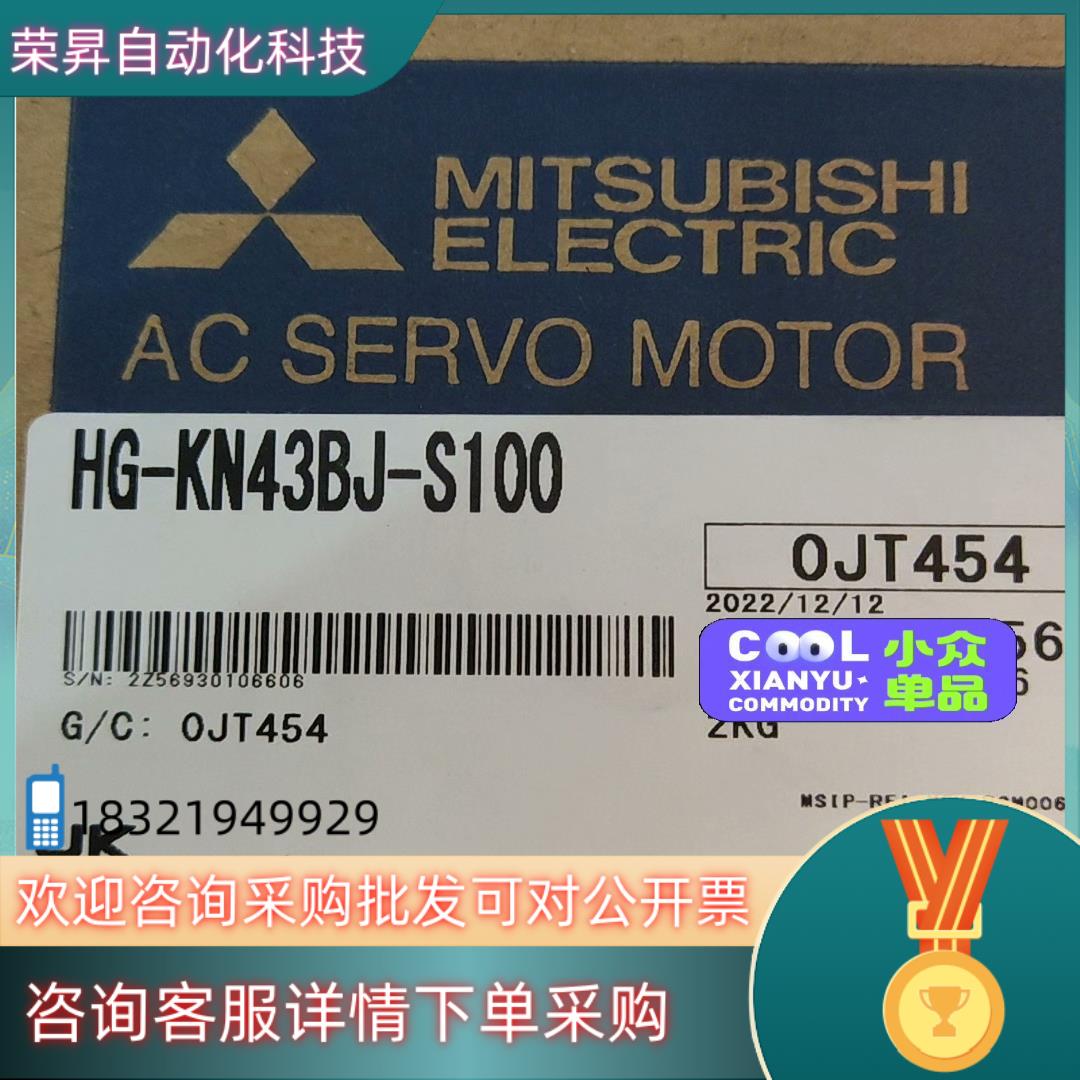 荣昇自动化科技
MITSUBISHI
ELECTRIC
AC SERVO MOTOR
HG-KN43BJ-S100
0JT454
2022/12/12
56
6
S/N: 2Z56930106606
COOL
XIANYU
COMMODITY
小众
单品
G/C: 0JT454
2KG
18321949929
欢迎咨询采购批发可对公开票
咨询客服详情下单采购